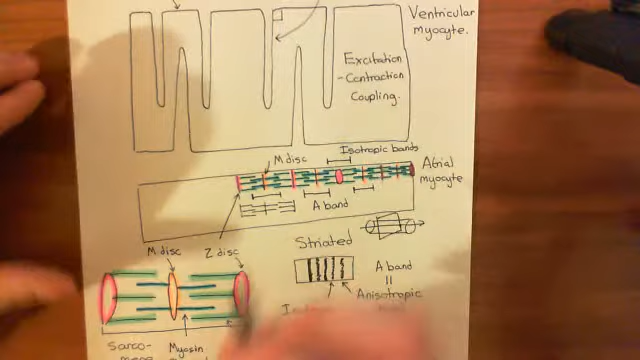 Ventricular
myocyte.
Excitation
-Contraction
Coupling.
Isotropic bands
M disc
Atrial
myocyte
A band
M disc
Z disc
Striated
A band
=
Anisotropic
Sarco-
Myosin